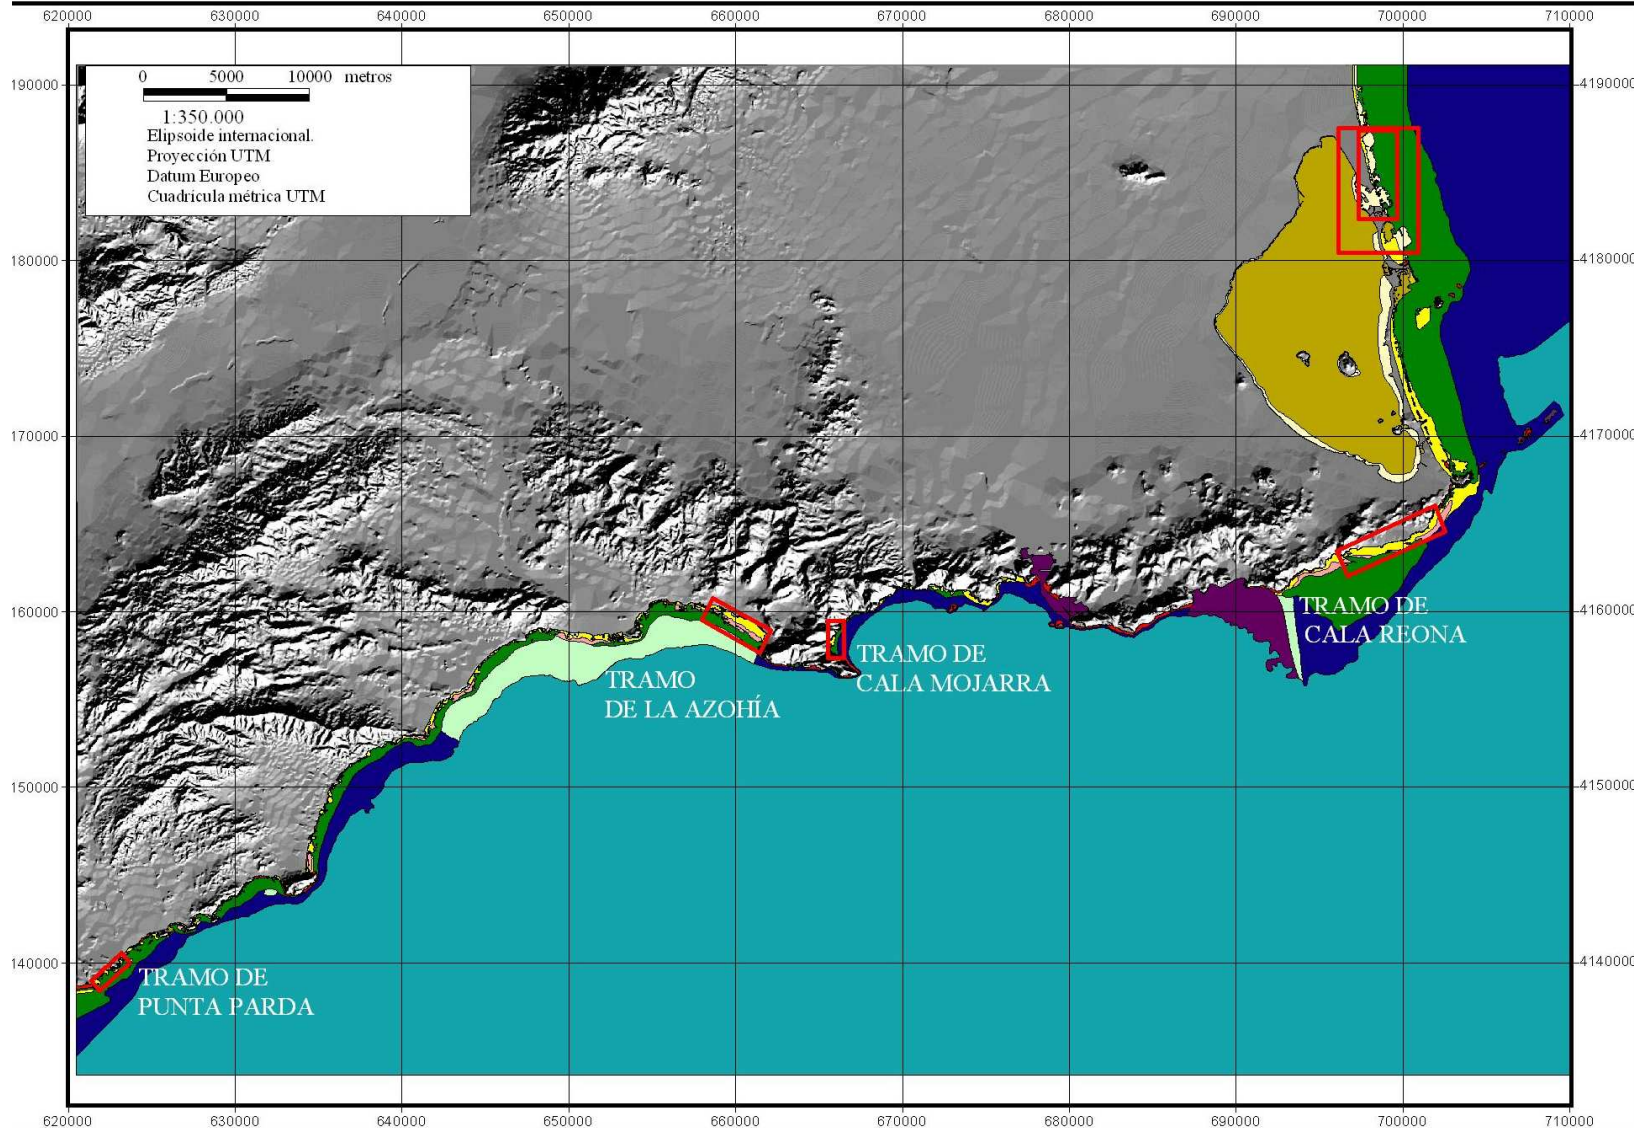 620000 630000 640000 650000 660000 670000 680000 690000 700000 710000
0 5000 10000 metros
1:350.000
Elipsoide internacional.
Proyección UTM
Datum Europeo
Cuadrícula métrica UTM
190000 4190000
180000 4180000
170000 4170000
160000 4160000
TRAMO DE
CALA REONA
TRAMO DE
CALA MOJARRA
TRAMO
DE LA AZOHÍA
150000 4150000
140000 4140000
TRAMO DE
PUNTA PARDA
620000 630000 640000 650000 660000 670000 680000 690000 700000 710000